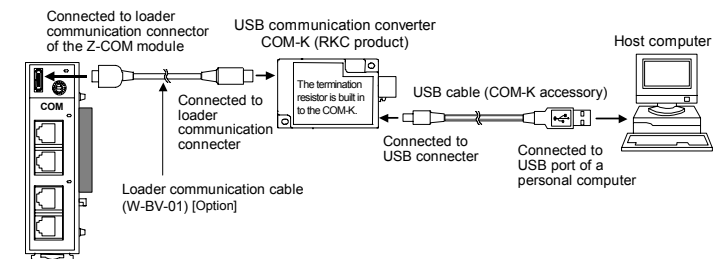 Connected to loader
communication connector
of the Z-COM module
USB communication converter
COM-K (RKC product)
Host computer
COM
The termination
resistor is built in
to the COM-K.
USB cable (COM-K accessory)
Connected to
loader
communication
connecter
Connected to
USB connecter
Connected to
USB port of a
personal computer
Loader communication cable
(W-BV-01) [Option]